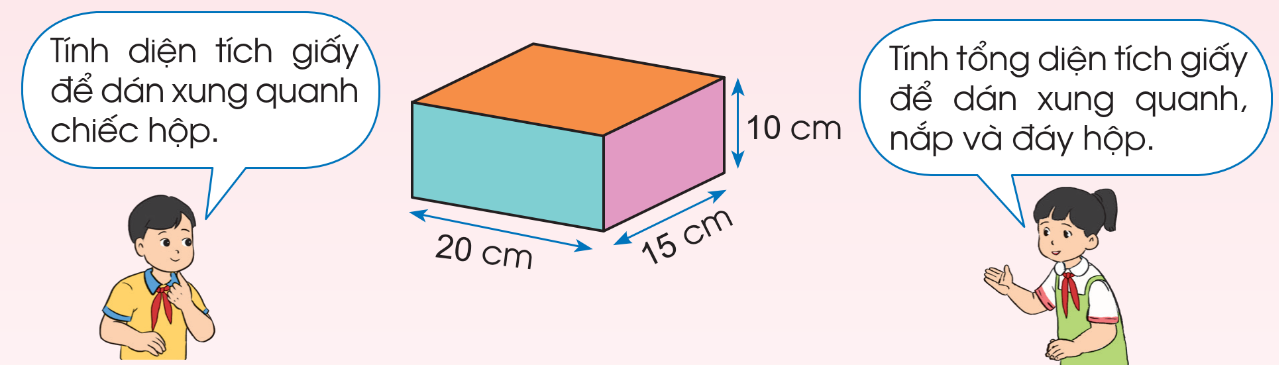 Tính diện tích giấy
để dán xung quanh
chiếc hộp.
10 cm
20 cm
15 cm
Tính tổng diện tích giấy
để dán xung quanh,
nắp và đáy hộp.